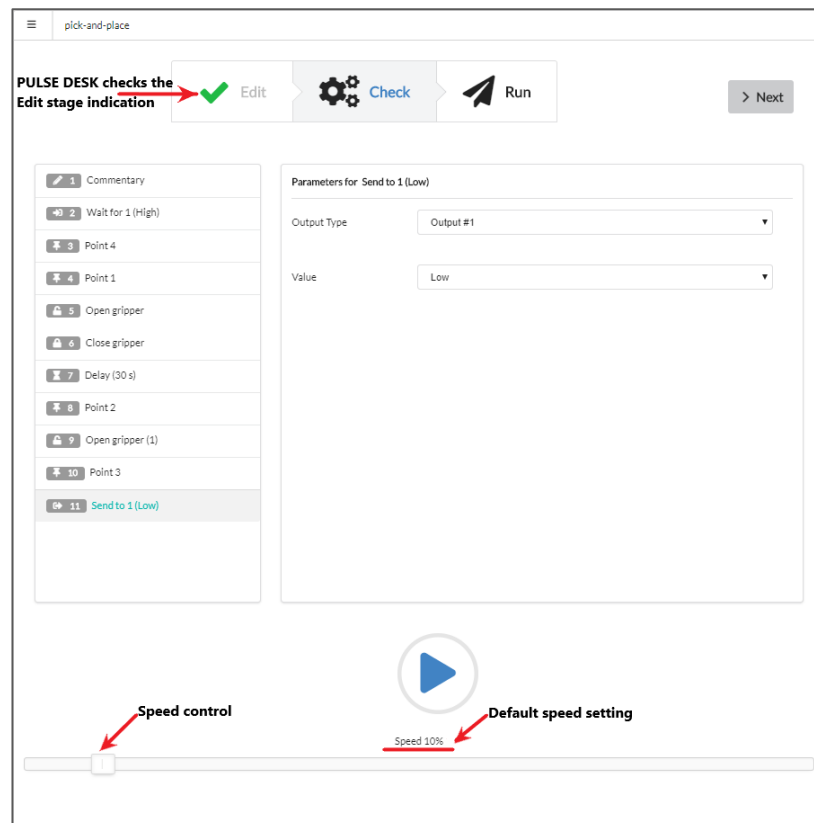 pick-and-place
PULSE DESK checks the
Edit stage indication
Edit
Check
Run
Next
1 Commentary
2 Wait for 1 (High)
3 Point 4
4 Point 1
5 Open gripper
6 Close gripper
7 Delay (30 s)
8 Point 2
9 Open gripper (1)
10 Point 3
11 Send to 1 (Low)
Parameters for Send to 1 (Low)
Output Type Output #1
Value Low
Speed control
Default speed setting
Speed 10%